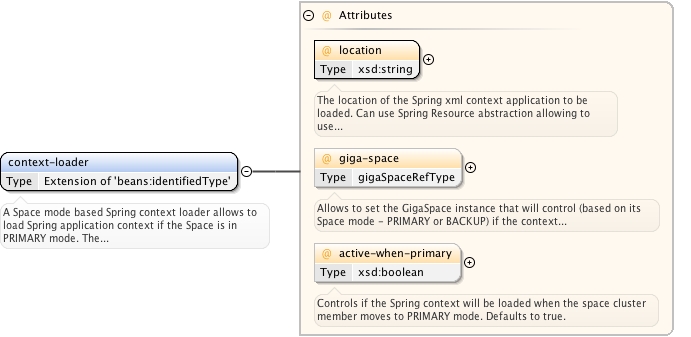 context-loader
Type Extension of 'beans:identifiedType'
A Space mode based Spring context loader allows to
load Spring application context if the Space is in
PRIMARY mode. The...
@ Attributes
@ location
Type xsd:string
The location of the Spring xml context application to be
loaded. Can use Spring Resource abstraction allowing to
use...
@ giga-space
Type gigaSpaceRefType
Allows to set the GigaSpace instance that will control (based on its
Space mode - PRIMARY or BACKUP) if the context...
@ active-when-primary
Type xsd:boolean
Controls if the Spring context will be loaded when the space cluster
member moves to PRIMARY mode. Defaults to true.